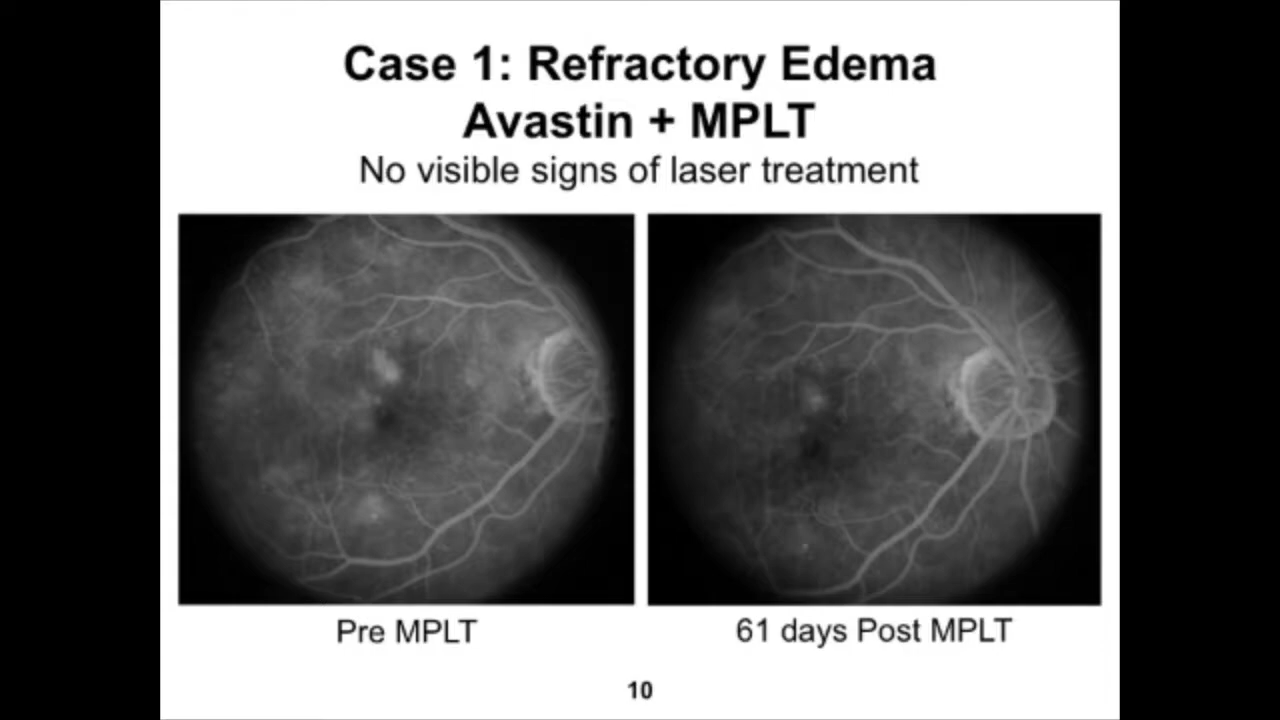 Case 1: Refractory Edema
Avastin + MPLT
No visible signs of laser treatment
Pre MPLT
61 days Post MPLT
10